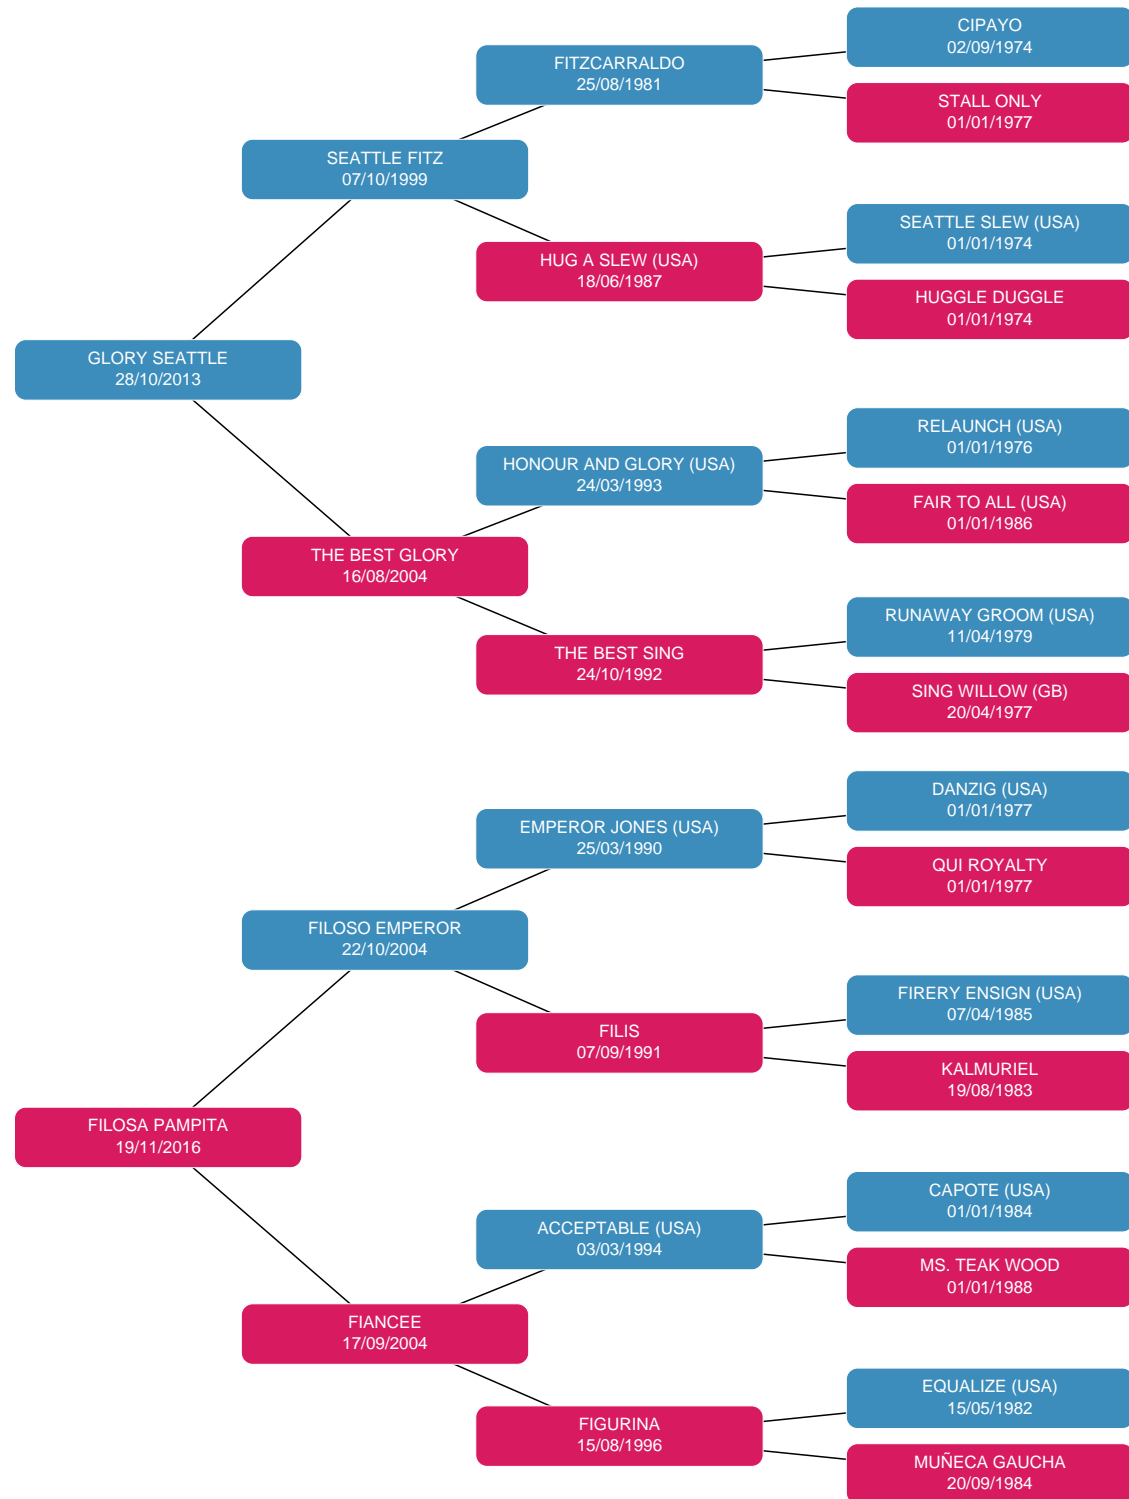 CIPAYO
02/09/1974
FITZCARRALDO
25/08/1981
STALL ONLY
01/01/1977
SEATTLE FITZ
07/10/1999
SEATTLE SLEW (USA)
01/01/1974
HUG A SLEW (USA)
18/06/1987
HUGGLE DUGGLE
01/01/1974
GLORY SEATTLE
28/10/2013
RELAUNCH (USA)
01/01/1976
HONOUR AND GLORY (USA)
24/03/1993
FAIR TO ALL (USA)
01/01/1986
THE BEST GLORY
16/08/2004
RUNAWAY GROOM (USA)
11/04/1979
THE BEST SING
24/10/1992
SING WILLOW (GB)
20/04/1977
DANZIG (USA)
01/01/1977
EMPEROR JONES (USA)
25/03/1990
QUI ROYALTY
01/01/1977
FILOSO EMPEROR
22/10/2004
FIRERY ENSIGN (USA)
07/04/1985
FILIS
07/09/1991
KALMURIEL
19/08/1983
FILOSA PAMPITA
19/11/2016
CAPOTE (USA)
01/01/1984
ACCEPTABLE (USA)
03/03/1994
MS. TEAK WOOD
01/01/1988
FIANCEE
17/09/2004
EQUALIZE (USA)
15/05/1982
FIGURINA
15/08/1996
MUÑECA GAUCHA
20/09/1984